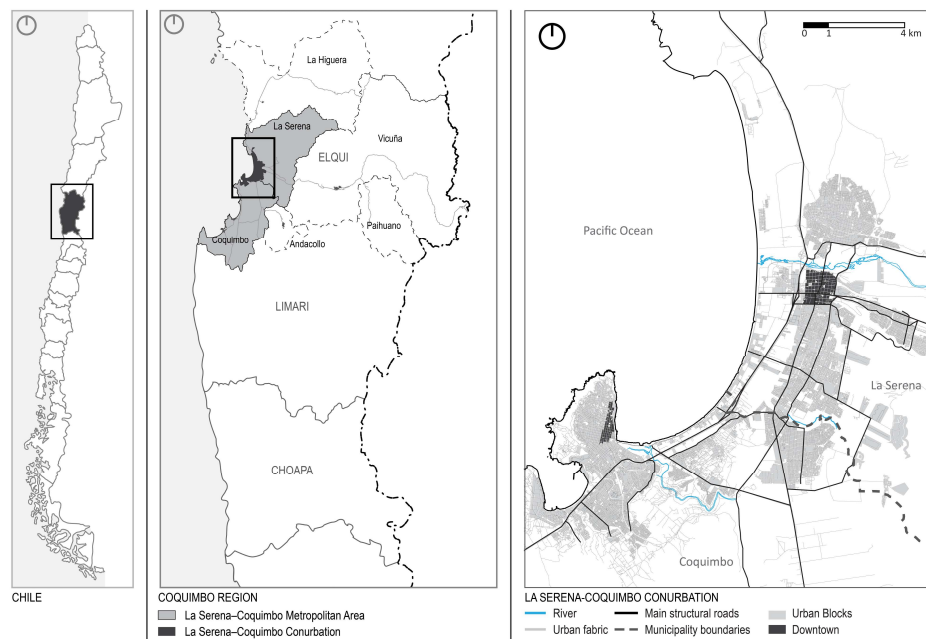 CHILE
La Higuera
La Serena
Vicuña
ELQUI
Paihuano
Coquimbo
Andacollo
LIMARI
CHOAPA
COQUIMBO REGION
La Serena–Coquimbo Metropolitan Area
La Serena–Coquimbo Conurbation
0 1 4 km
Pacific Ocean
La Serena
Coquimbo
LA SERENA-COQUIMBO CONURBATION
River
Main structural roads
Urban Blocks
Urban fabric
Municipality boundaries
Downtown